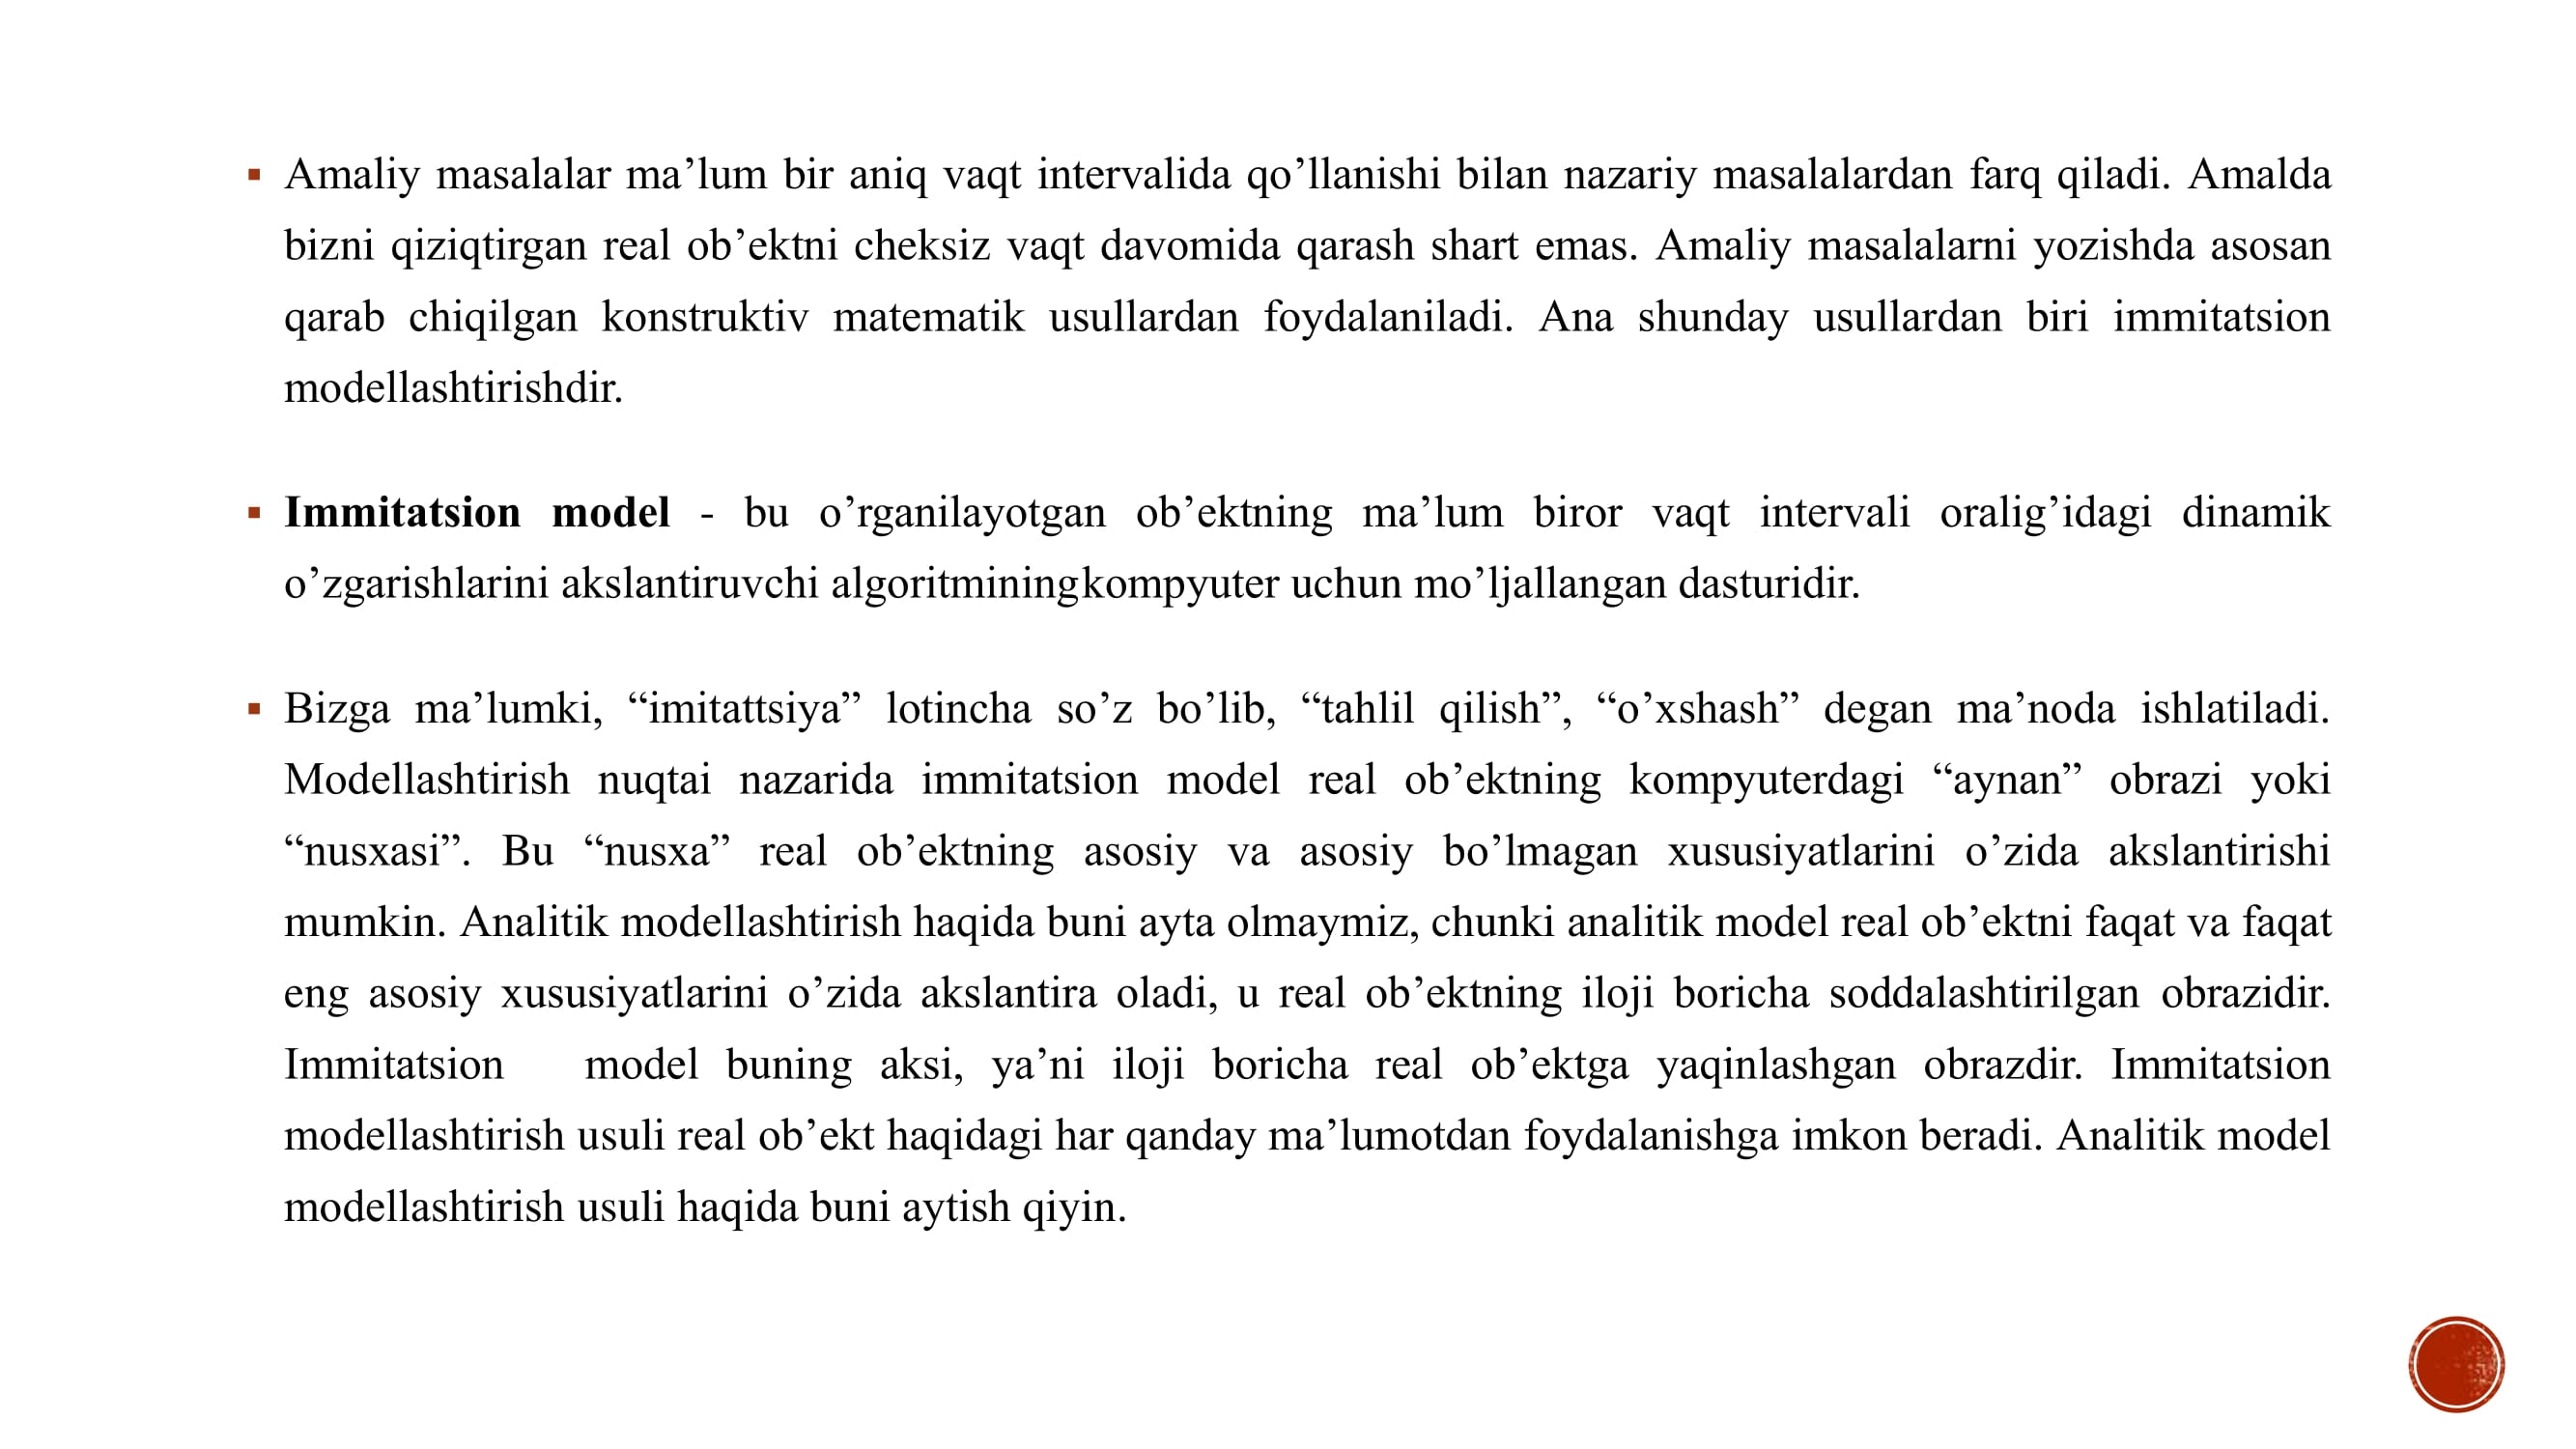 ▪ Amaliy masalalar ma’lum bir aniq vaqt intervalida qo’llanishi bilan nazariy masalalardan farq qiladi. Amalda
bizni qiziqtirgan real ob’ektni cheksiz vaqt davomida qarash shart emas. Amaliy masalalarni yozishda asosan
qarab chiqilgan konstruktiv matematik usullardan foydalaniladi. Ana shunday usullardan biri immitatsion
modellashtirishdir.
▪ Immitatsion model - bu o’rganilayotgan ob’ektning ma’lum biror vaqt intervali oralig’idagi dinamik
o’zgarishlarini akslantiruvchi algoritminingkompyuter uchun mo’ljallangan dasturidir.
▪ Bizga ma’lumki, “imitattsiya” lotincha so’z bo’lib, “tahlil qilish”, “o’xshash” degan ma’noda ishlatiladi.
Modellashtirish nuqtai nazarida immitatsion model real ob’ektning kompyuterdagi “aynan” obrazi yoki
“nusxasi”. Bu “nusxa” real ob’ektning asosiy va asosiy bo’lmagan xususiyatlarini o’zida akslantirishi
mumkin. Analitik modellashtirish haqida buni ayta olmaymiz, chunki analitik model real ob’ektni faqat va faqat
eng asosiy xususiyatlarini o’zida akslantira oladi, u real ob’ektning iloji boricha soddalashtirilgan obrazidir.
Immitatsion model buning aksi, ya’ni iloji boricha real ob’ektga yaqinlashgan obrazdir. Immitatsion
modellashtirish usuli real ob’ekt haqidagi har qanday ma’lumotdan foydalanishga imkon beradi. Analitik model
modellashtirish usuli haqida buni aytish qiyin.